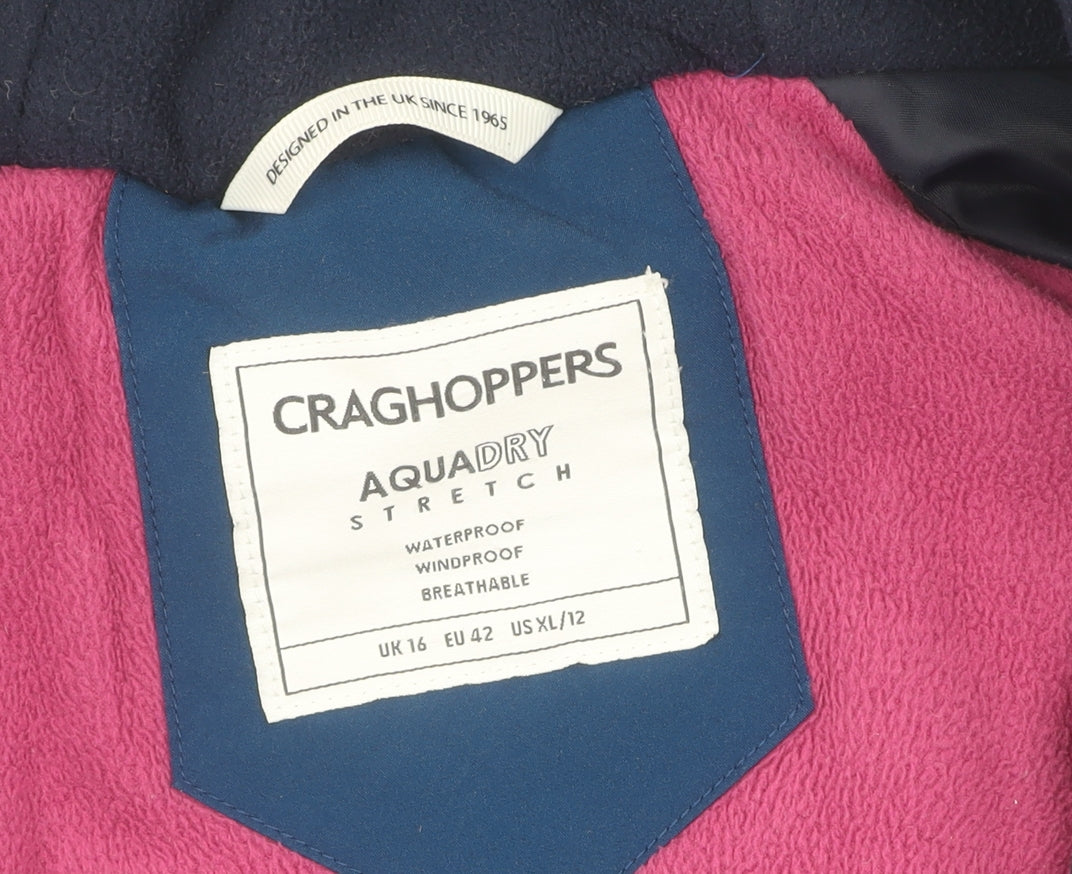 DESIGNED IN THE UK SINCE 1965
CRAGHOPPERS
AQUADRY
STRETCH
WATERPROOF
WINDPROOF
BREATHABLE
UK 16 EU 42 US XL/12